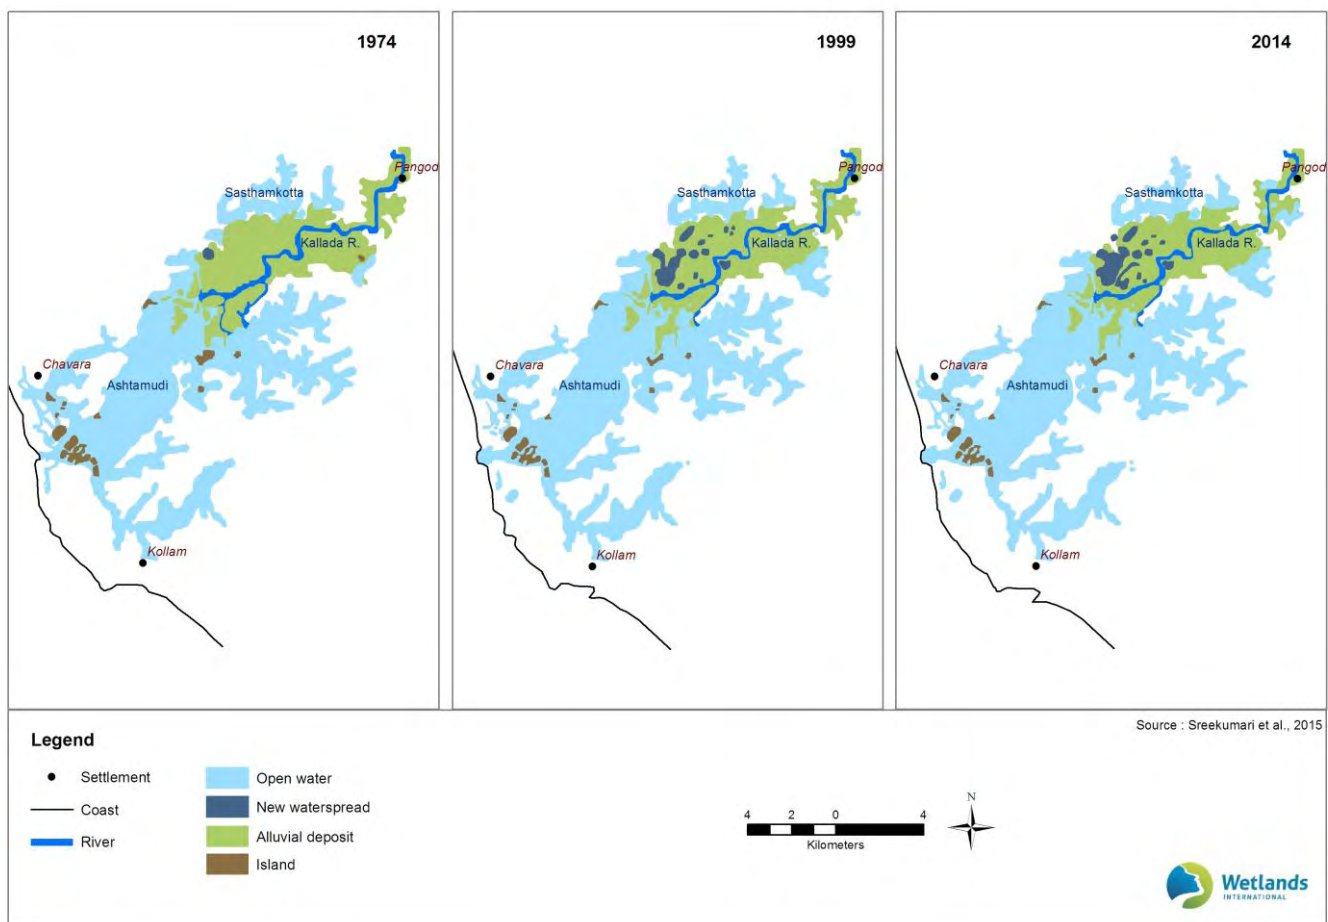 1974
Pangod
Sasthamkotta
Kallada R.
Chavara
Ashtamudi
Kollam
1999
Pangod
Sasthamkotta
Kallada R.
Chavara
Ashtamudi
Kollam
2014
Pangod
Sasthamkotta
Kallada R.
Chavara
Ashtamudi
Kollam
Source : Sreekumari et al., 2015
Legend
Settlement
Coast
River
Open water
New waterspread
Alluvial deposit
Island
4 2 0 4
Kilometers
N
Wetlands
INTERNATIONAL